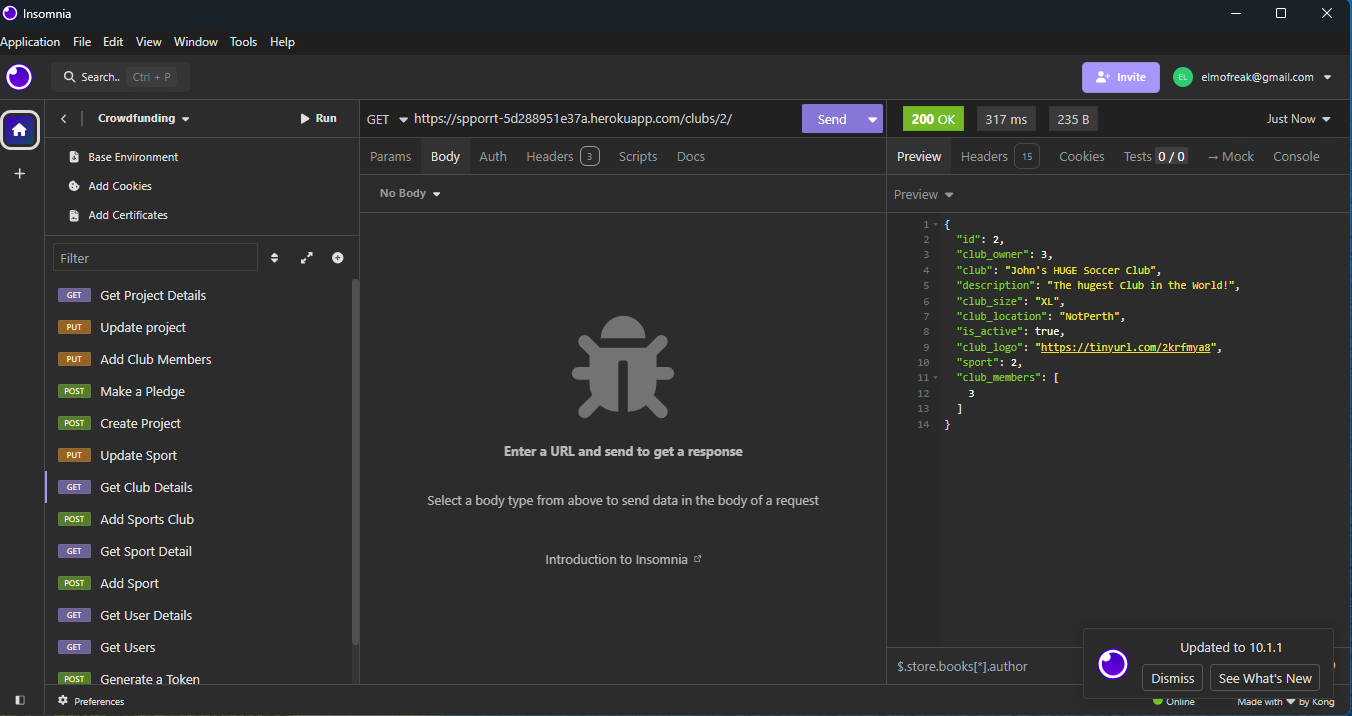 Insomnia
Application File Edit View Window Tools Help
Search.. Ctrl + P
Invite
EL elmofreak@gmail.com
Crowdfunding
Run
Base Environment
Add Cookies
Add Certificates
Filter
GET Get Project Details
PUT Update project
PUT Add Club Members
POST Make a Pledge
POST Create Project
PUT Update Sport
GET Get Club Details
POST Add Sports Club
GET Get Sport Detail
POST Add Sport
GET Get User Details
GET Get Users
POST Generate a Token
Preferences
GET https://spporrt-5d288951e37a.herokuapp.com/clubs/2/ Send
Params Body Auth Headers 3 Scripts Docs
No Body
Enter a URL and send to get a response
Select a body type from above to send data in the body of a request
Introduction to Insomnia
200 OK 317 ms 235 B Just Now
Preview Headers 15 Cookies Tests 0 / 0 → Mock Console
Preview
1 {
2 "id": 2,
3 "club_owner": 3,
4 "club": "John's HUGE Soccer Club",
5 "description": "The hugest Club in the World!",
6 "club_size": "XL",
7 "club_location": "NotPerth",
8 "is_active": true,
9 "club_logo": "https://tinyurl.com/2krfmya8",
10 "sport": 2,
11 "club_members": [
12 3
13 ]
14 }
$.store.books[*].author
Updated to 10.1.1
Dismiss See What's New
Online Made with ❤ by Kong